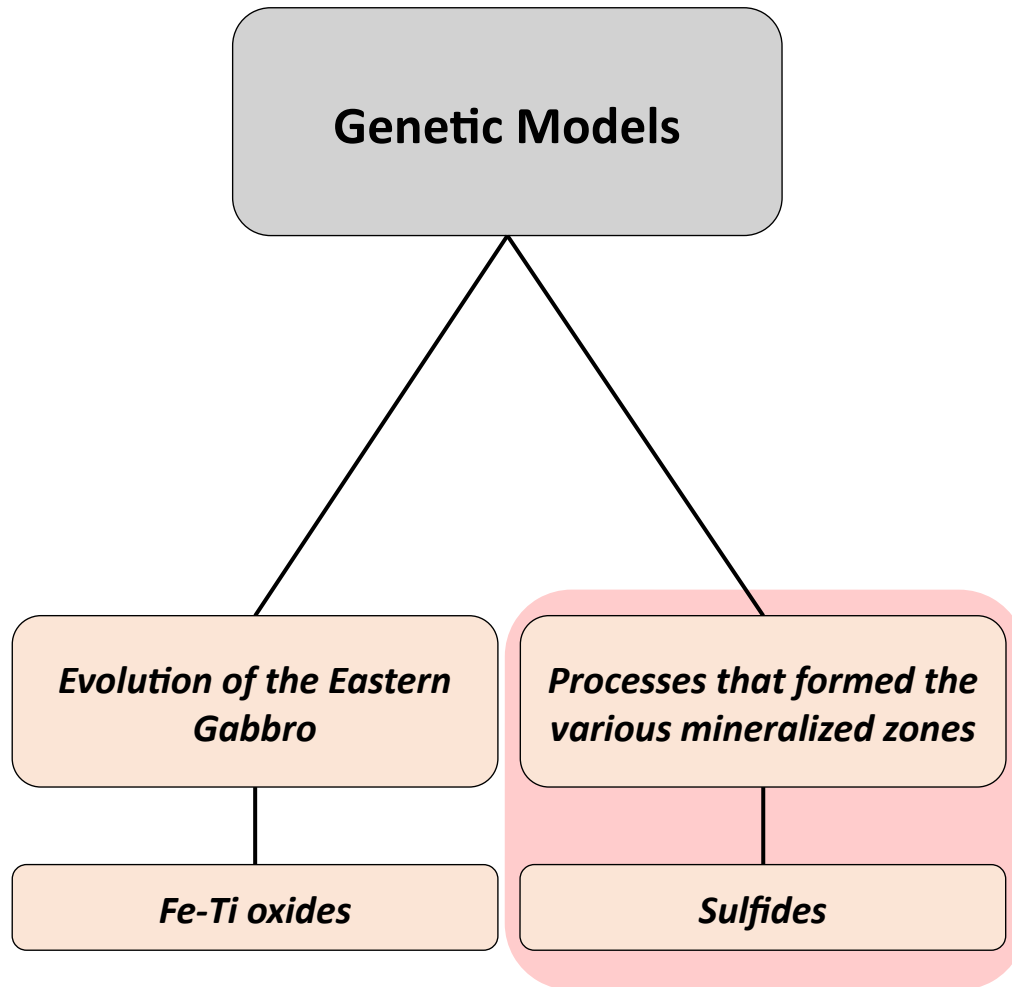 Genetic Models
Evolution of the Eastern
Gabbro
Processes that formed the
various mineralized zones
Fe-Ti oxides
Sulfides